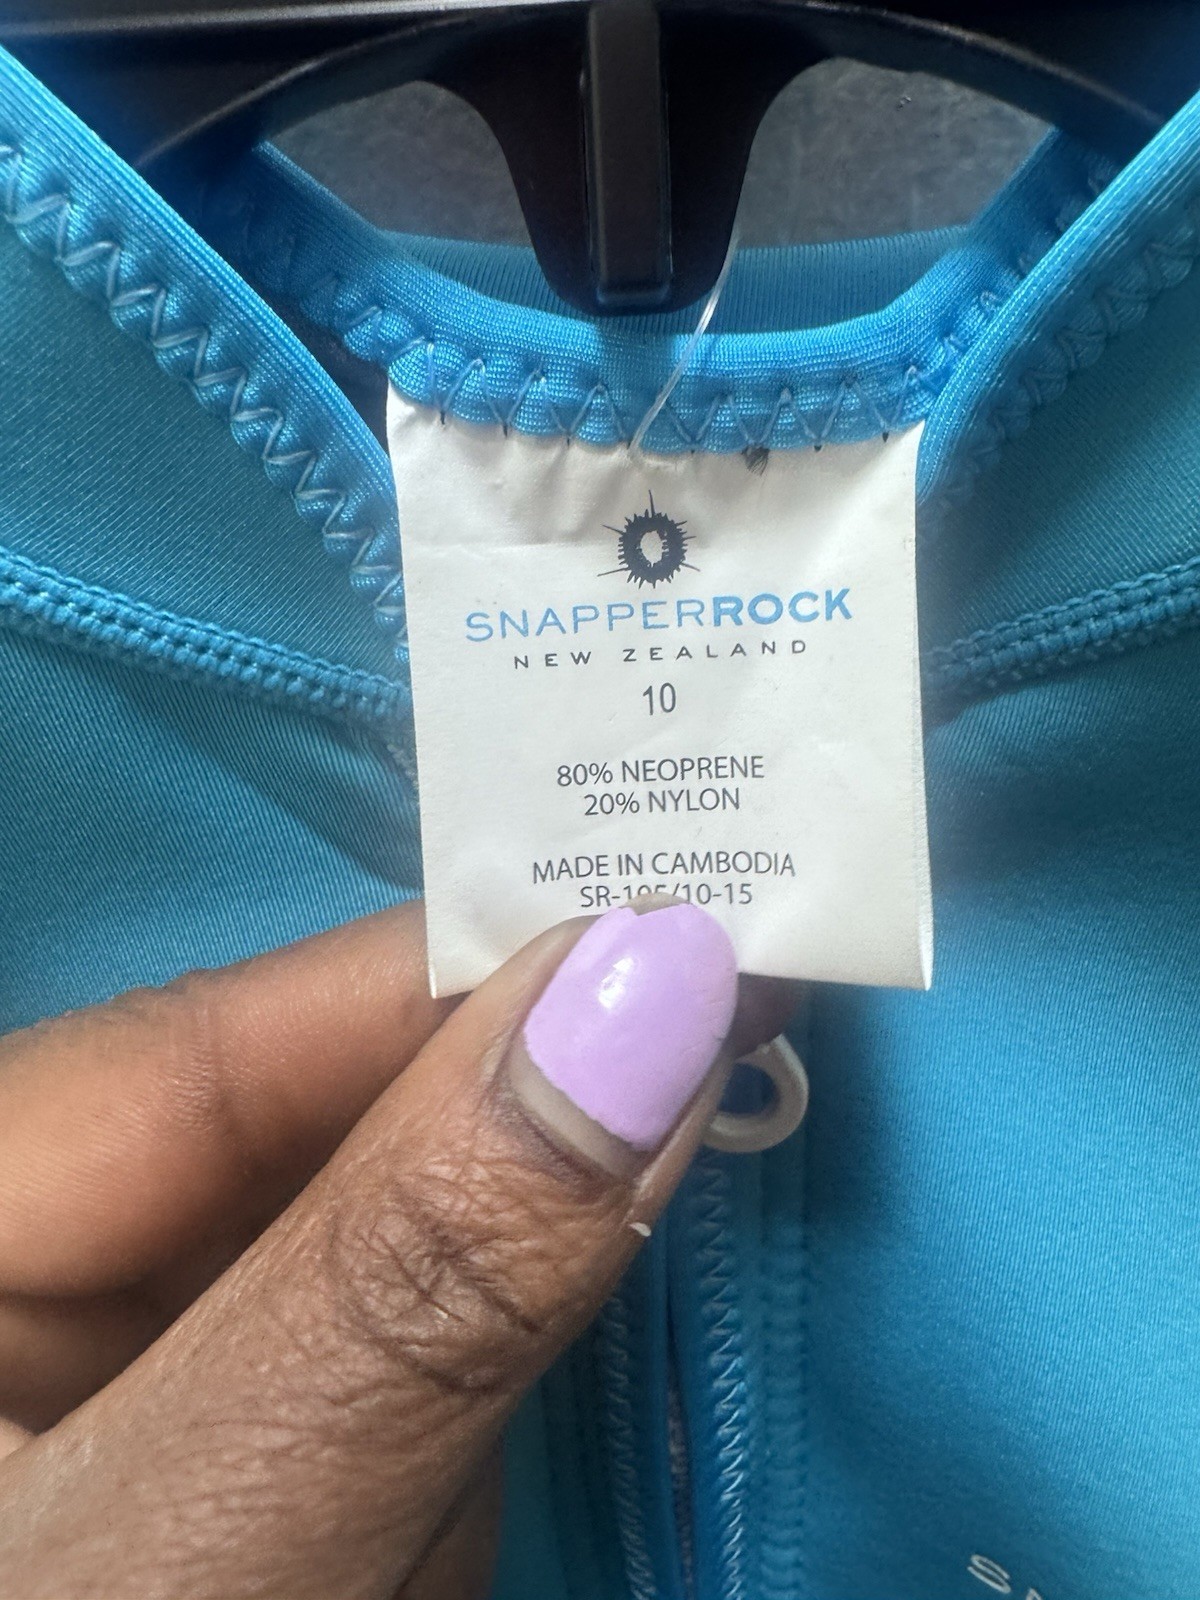 SNAPPERROCK
NEW ZEALAND
10
80% NEOPRENE
20% NYLON
MADE IN CAMBODIA